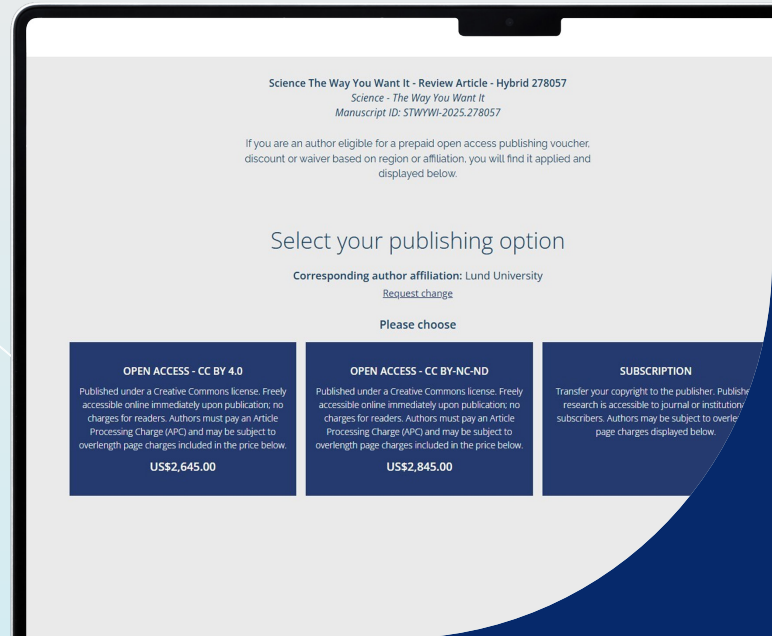 Science The Way You Want It - Review Article - Hybrid 278057
Science - The Way You Want It
Manuscript ID: STWYWI-2025.278057
If you are an author eligible for a prepaid open access publishing voucher,
discount or waiver based on region or affiliation, you will find it applied and
displayed below.
Select your publishing option
Corresponding author affiliation: Lund University
Request change
Please choose
OPEN ACCESS - CC BY 4.0
Published under a Creative Commons license. Freely
accessible online immediately upon publication; no
charges for readers. Authors must pay an Article
Processing Charge (APC) and may be subject to
overlength page charges included in the price below.
US$2,645.00
OPEN ACCESS - CC BY-NC-ND
Published under a Creative Commons license. Freely
accessible online immediately upon publication; no
charges for readers. Authors must pay an Article
Processing Charge (APC) and may be subject to
overlength page charges included in the price below.
US$2,845.00
SUBSCRIPTION
Transfer your copyright to the publisher.
research is accessible to journal or
subscribers. Authors may be subject to
page charges displayed below.